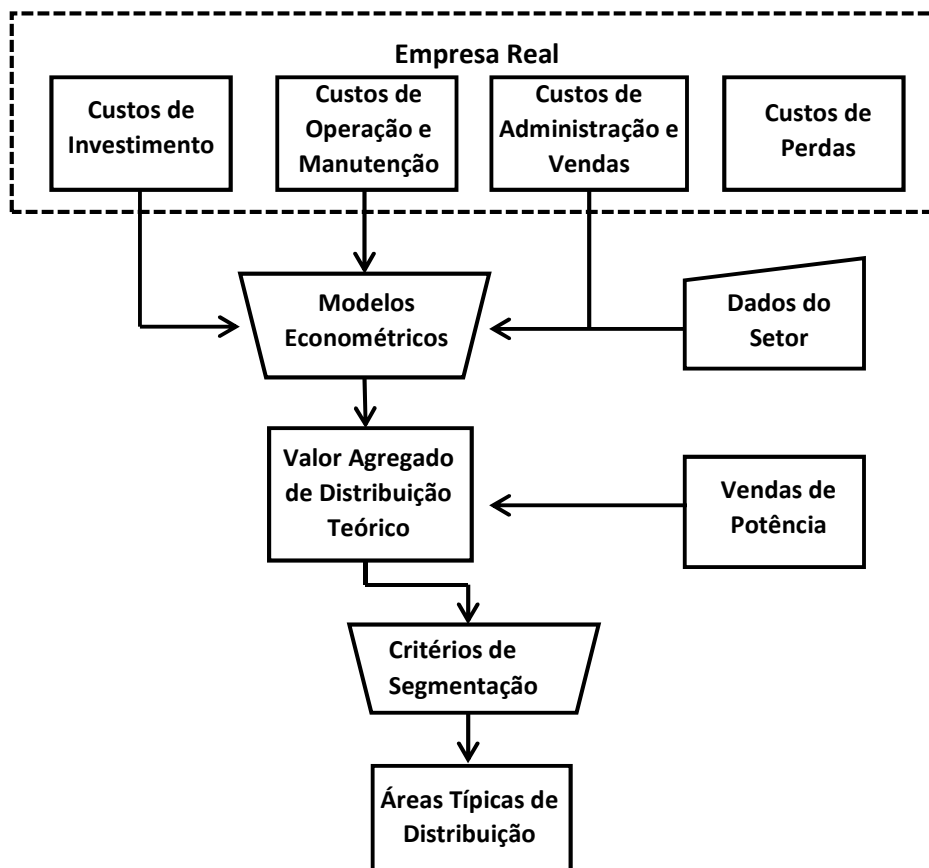 Empresa Real
Custos de
Investimento
Custos de
Operação e
Manutenção
Custos de
Administração e
Vendas
Custos de
Perdas
Modelos
Econométricos
Dados do
Setor
Valor Agregado
de Distribuição
Teórico
Vendas de
Potência
Critérios de
Segmentação
Áreas Típicas de
Distribuição